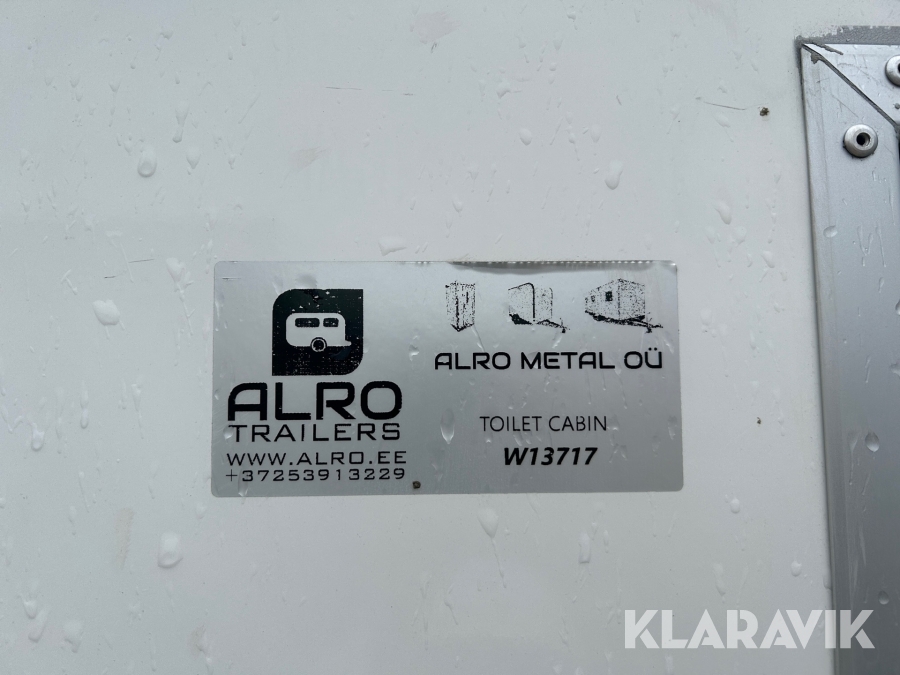 ALRO
TRAILERS
WWW.ALRO.EE
+37253913229
ALRO METAL OÜ
TOILET CABIN
W13717
KLARAVIK